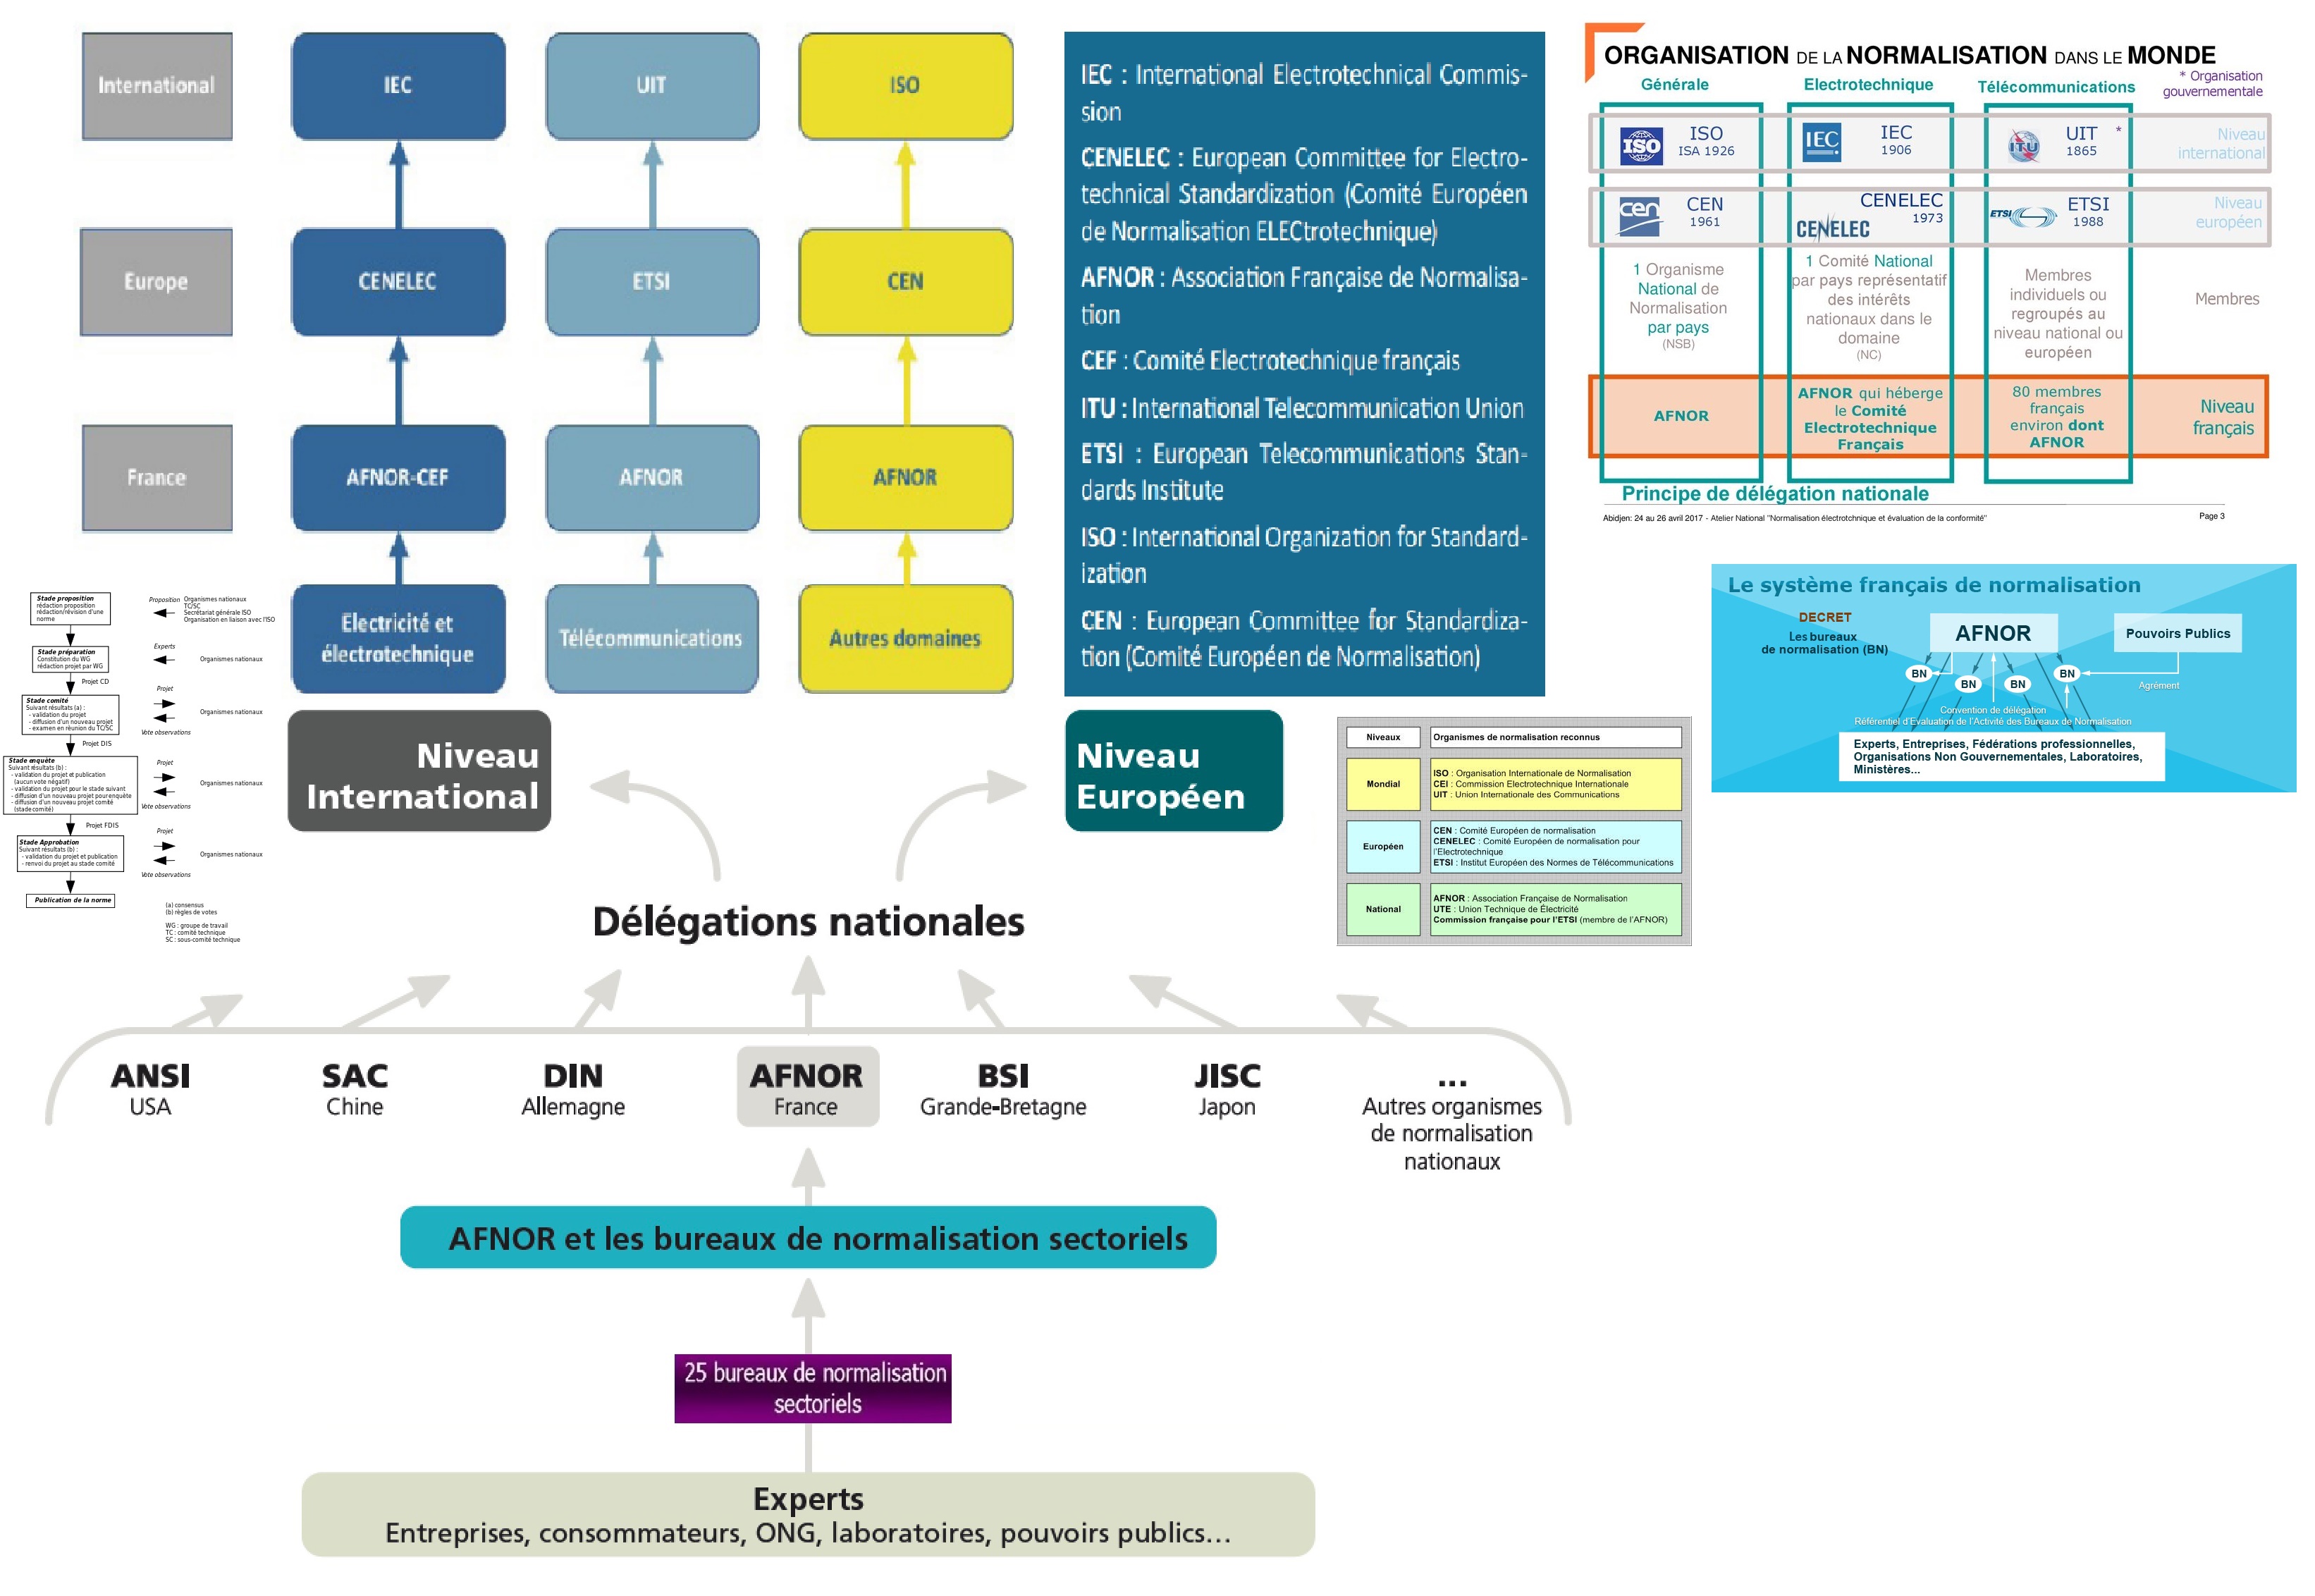 International
IEC
UIT
ISO
Europe
CENELEC
ETSI
CEN
France
AFNOR-CEF
AFNOR
AFNOR
Electricité et
électrotechnique
Télécommunications
Autres domaines
IEC : International Electrotechnical Commis-
sion
CENELEC : European Committee for Electro-
technical Standardization (Comité Européen
de Normalisation ELECtrotechnique)
AFNOR : Association Française de Normalisa-
tion
CEF : Comité Electrotechnique français
ITU : International Telecommunication Union
ETSI : European Telecommunications Stan-
dards Institute
ISO : International Organization for Standard-
ization
CEN : European Committee for Standardiza-
tion (Comité Européen de Normalisation)
ORGANISATION DE LA NORMALISATION DANS LE MONDE
* Organisation
gouvernementale
Générale
Electrotechnique
Télécommunications
ISO
ISO
ISA 1926
IEC
IEC
1906
ITU
UIT *
1865
Niveau
international
cen
CEN
1961
CENELEC
CENELEC
1973
ETSI
ETSI
1988
Niveau
européen
1 Organisme
National de
Normalisation
par pays
(NSB)
1 Comité National
par pays représentatif
des intérêts
nationaux dans le
domaine
(NC)
Membres
individuels ou
regroupés au
niveau national ou
européen
Membres
AFNOR
AFNOR qui héberge
le Comité
Electrotechnique
Français
80 membres
français
environ dont
AFNOR
Niveau
français
Principe de délégation nationale
Abidjen: 24 au 26 avril 2017 - Atelier National "Normalisation électrotchnique et évaluation de la conformité"
Page 3
Le système français de normalisation
DECRET
Les bureaux
de normalisation (BN)
AFNOR
Pouvoirs Publics
BN
BN
BN
BN
Agrément
Convention de délégation
Référentiel d'Evaluation de l'Activité des Bureaux de Normalisation
Experts, Entreprises, Fédérations professionnelles,
Organisations Non Gouvernementales, Laboratoires,
Ministères...
Stade proposition
rédaction proposition
rédaction/révision d'une
norme
Proposition
Organismes nationaux
TC/SC
Secrétariat générale ISO
Organisation en liaison avec l'ISO
Stade préparation
Constitution du WG
rédaction projet par WG
Experts
Organismes nationaux
Projet CD
Stade comité
Suivant résultats (a) :
- validation du projet
- diffusion d'un nouveau projet
- examen en réunion du TC/SC
Projet
Organismes nationaux
Vote observations
Projet DIS
Stade enquête
Suivant résultats (b) :
- validation du projet et publication
(aucun vote négatif)
- validation du projet pour le stade suivant
- diffusion d'un nouveau projet pour enquête
- diffusion d'un nouveau projet comité
(stade comité)
Projet
Organismes nationaux
Vote observations
Projet FDIS
Stade Approbation
Suivant résultats (b) :
- validation du projet et publication
- renvoi du projet au stade comité
Projet
Organismes nationaux
Vote observations
Publication de la norme
(a) consensus
(b) règles de votes
WG : groupe de travail
TC : comité technique
SC : sous-comité technique
Niveau
International
Niveau
Européen
Niveaux
Organismes de normalisation reconnus
Mondial
ISO : Organisation Internationale de Normalisation
CEI : Commission Electrotechnique Internationale
UIT : Union Internationale des Communications
Européen
CEN : Comité Européen de normalisation
CENELEC : Comité Européen de normalisation pour
l'Electrotechnique
ETSI : Institut Européen des Normes de Télécommunications
National
AFNOR : Association Française de Normalisation
UTE : Union Technique de Électricité
Commission française pour l'ETSI (membre de l'AFNOR)
Délégations nationales
ANSI
USA
SAC
Chine
DIN
Allemagne
AFNOR
France
BSI
Grande-Bretagne
JISC
Japon
...
Autres organismes
de normalisation
nationaux
AFNOR et les bureaux de normalisation sectoriels
25 bureaux de normalisation
sectoriels
Experts
Entreprises, consommateurs, ONG, laboratoires, pouvoirs publics...